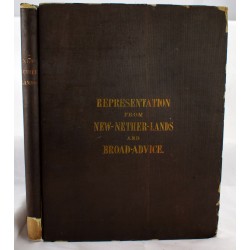 REPRESENTATION
FROM
NEW-NETHER-LANDS
AND
BROAD-ADVICE.